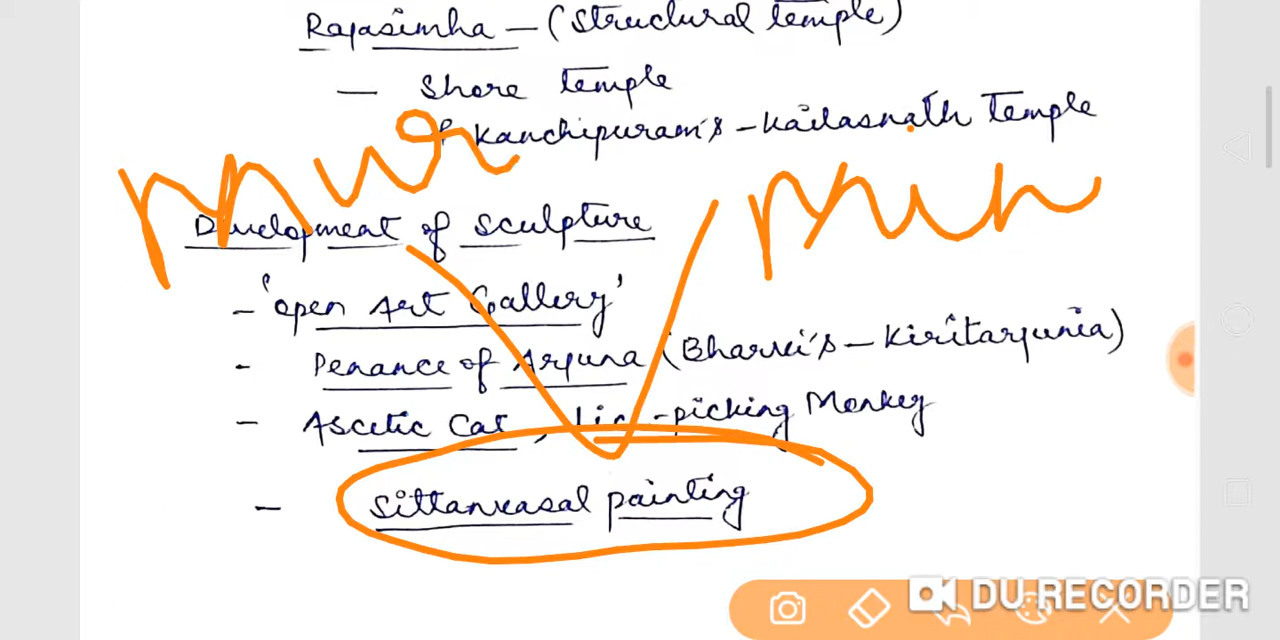 Rajasimha – (Structural temple)
— Shore temple
Kanchipuram's – Kailasnath Temple
Development of Sculpture
- 'open Art Gallery'
- Penance of Arjuna (Bharvi's – Kiritarjunia)
- Ascetic Cat, -picking Monkey
- Sittanvasal painting
DU RECORDER